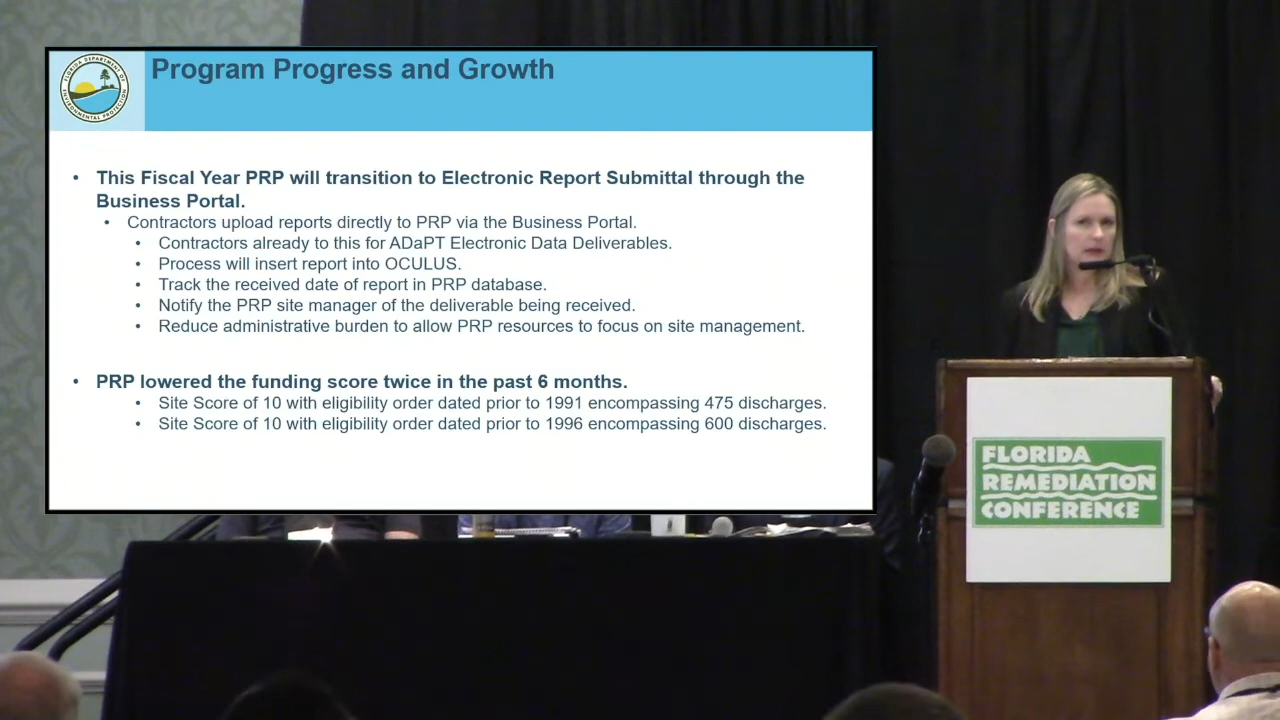 FLORIDA DEPARTMENT OF
ENVIRONMENTAL PROTECTION
Program Progress and Growth
• This Fiscal Year PRP will transition to Electronic Report Submittal through the
Business Portal.
• Contractors upload reports directly to PRP via the Business Portal.
• Contractors already to this for ADaPT Electronic Data Deliverables.
• Process will insert report into OCULUS.
• Track the received date of report in PRP database.
• Notify the PRP site manager of the deliverable being received.
• Reduce administrative burden to allow PRP resources to focus on site management.
• PRP lowered the funding score twice in the past 6 months.
• Site Score of 10 with eligibility order dated prior to 1991 encompassing 475 discharges.
• Site Score of 10 with eligibility order dated prior to 1996 encompassing 600 discharges.
FLORIDA
REMEDIATION
CONFERENCE